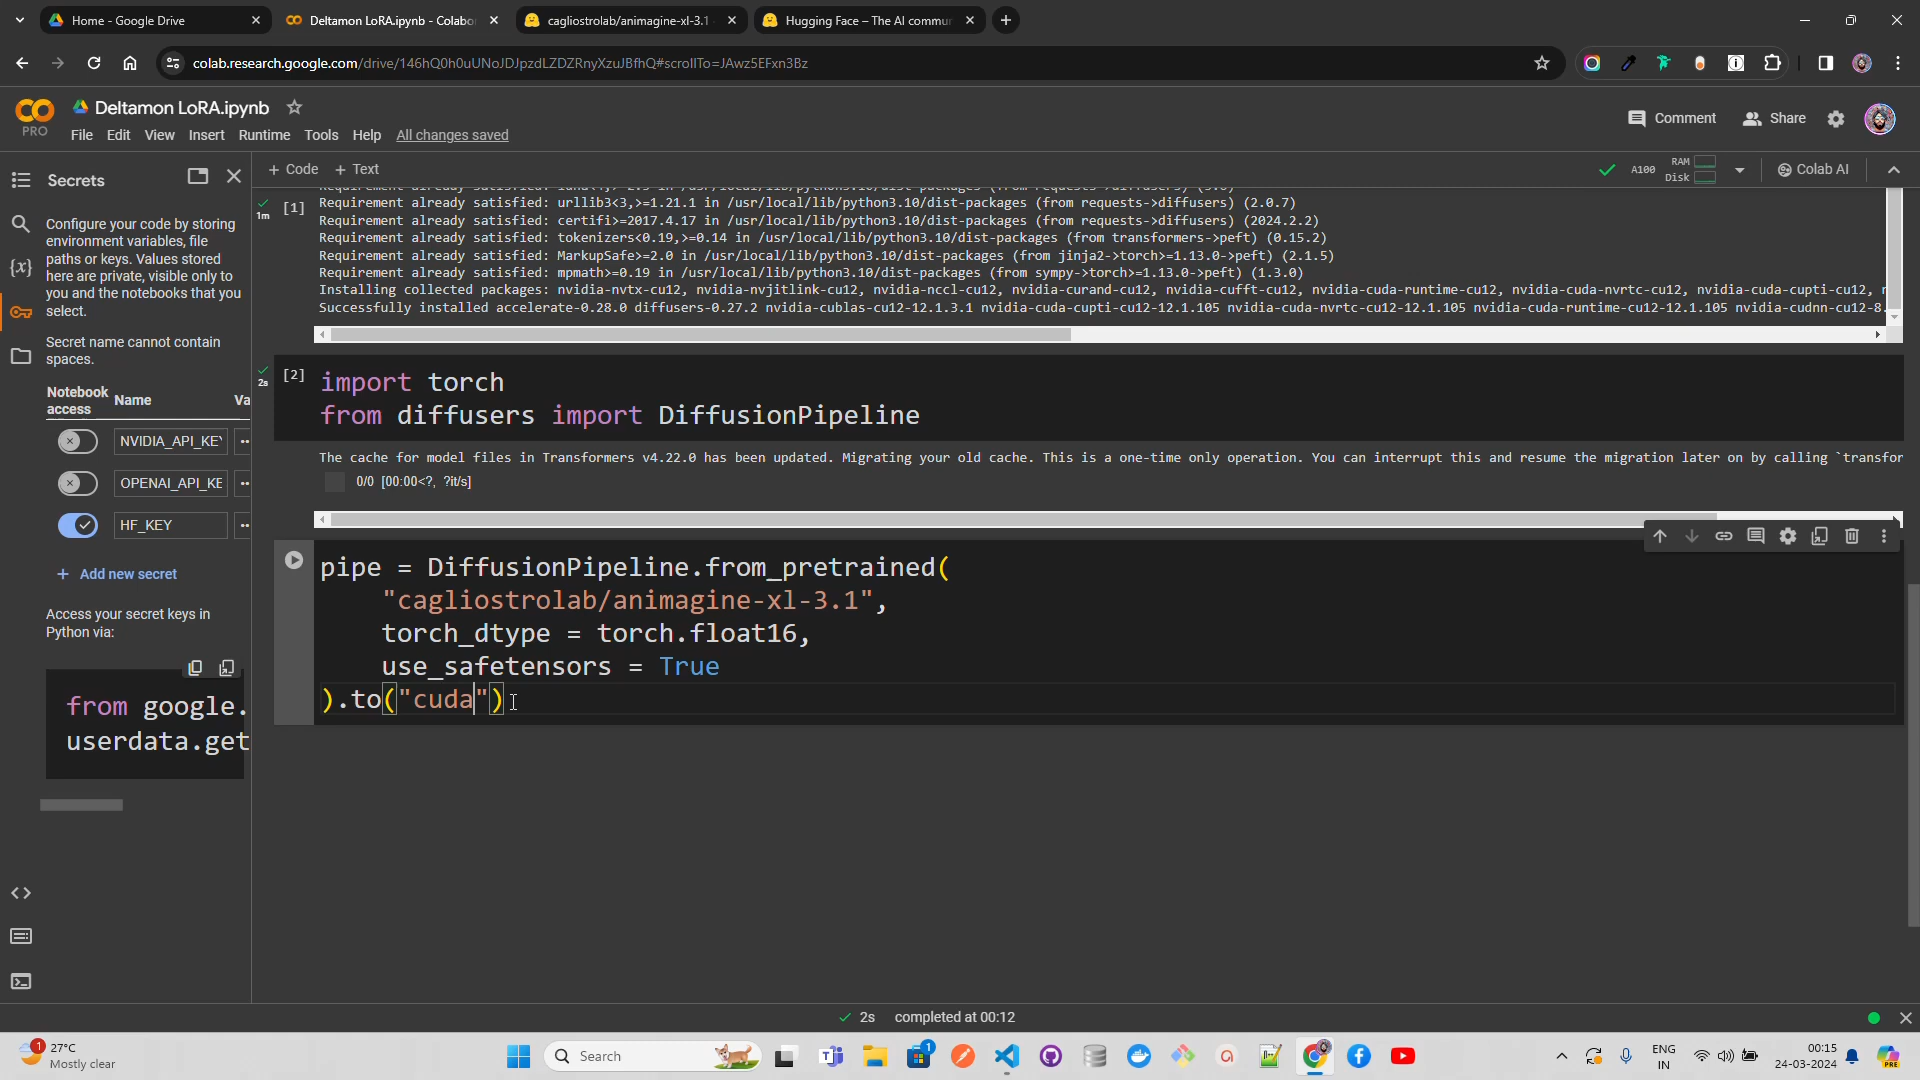 Home - Google Drive
Deltamon LoRA.ipynb - Colabo
cagliostrolab/animagine-xl-3.1
Hugging Face – The AI commun
colab.research.google.com/drive/146hQ0h0uUNoJDJpzdLZDZRnyXzuJBfhQ#scrollTo=JAwz5EFxn3Bz
PRO
Deltamon LoRA.ipynb
File Edit View Insert Runtime Tools Help All changes saved
Comment
Share
Secrets
+ Code + Text
A100
RAM
Disk
Colab AI
Configure your code by storing
environment variables, file
paths or keys. Values stored
here are private, visible only to
you and the notebooks that you
select.
Secret name cannot contain
spaces.
Notebook
access
Name
Va
NVIDIA_API_KEY
OPENAI_API_KE
HF_KEY
+ Add new secret
Access your secret keys in
Python via:
from google.
userdata.get
1m
[1]
Requirement already satisfied: urllib3<3,>=1.21.1 in /usr/local/lib/python3.10/dist-packages (from requests->diffusers) (2.0.7)
Requirement already satisfied: certifi>=2017.4.17 in /usr/local/lib/python3.10/dist-packages (from requests->diffusers) (2024.2.2)
Requirement already satisfied: tokenizers<0.19,>=0.14 in /usr/local/lib/python3.10/dist-packages (from transformers->peft) (0.15.2)
Requirement already satisfied: MarkupSafe>=2.0 in /usr/local/lib/python3.10/dist-packages (from jinja2->torch>=1.13.0->peft) (2.1.5)
Requirement already satisfied: mpmath>=0.19 in /usr/local/lib/python3.10/dist-packages (from sympy->torch>=1.13.0->peft) (1.3.0)
Installing collected packages: nvidia-nvtx-cu12, nvidia-nvjitlink-cu12, nvidia-nccl-cu12, nvidia-curand-cu12, nvidia-cufft-cu12, nvidia-cuda-runtime-cu12, nvidia-cuda-nvrtc-cu12, nvidia-cuda-cupti-cu12,
Successfully installed accelerate-0.28.0 diffusers-0.27.2 nvidia-cublas-cu12-12.1.3.1 nvidia-cuda-cupti-cu12-12.1.105 nvidia-cuda-nvrtc-cu12-12.1.105 nvidia-cuda-runtime-cu12-12.1.105 nvidia-cudnn-cu12-8.
2s
[2]
import torch
from diffusers import DiffusionPipeline
The cache for model files in Transformers v4.22.0 has been updated. Migrating your old cache. This is a one-time only operation. You can interrupt this and resume the migration later on by calling `transfor
0/0 [00:00<?, ?it/s]
pipe = DiffusionPipeline.from_pretrained(
"cagliostrolab/animagine-xl-3.1",
torch_dtype = torch.float16,
use_safetensors = True
).to("cuda")
2s completed at 00:12
1
27°C
Mostly clear
Search
1
ENG
IN
00:15
24-03-2024
PRE